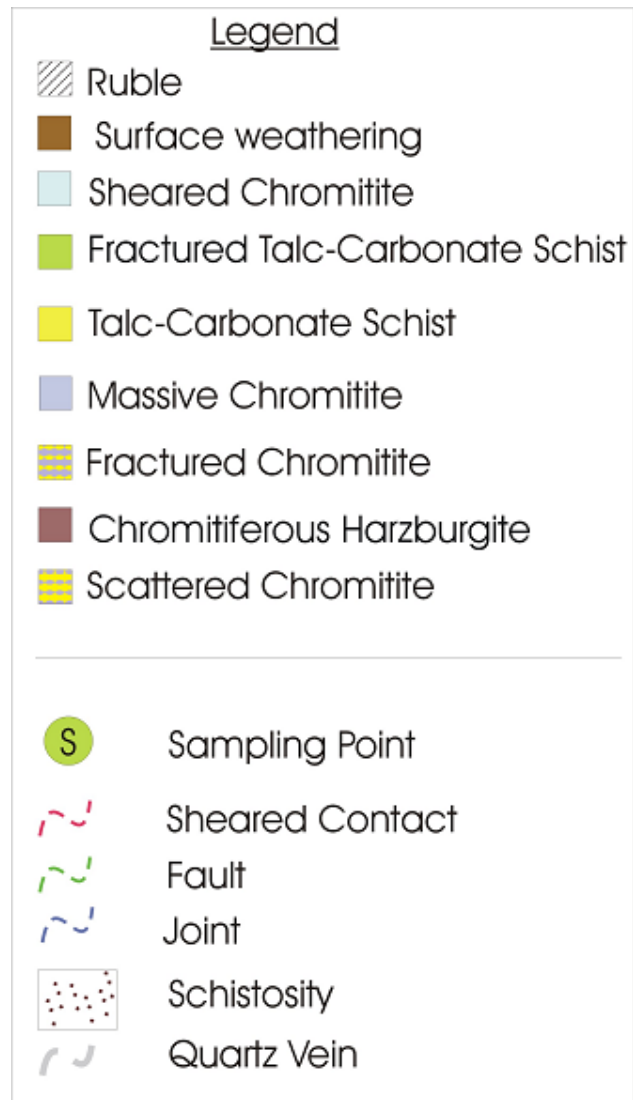 Legend
Ruble
Surface weathering
Sheared Chromitite
Fractured Talc-Carbonate Schist
Talc-Carbonate Schist
Massive Chromitite
Fractured Chromitite
Chromitiferous Harzburgite
Scattered Chromitite
S Sampling Point
Sheared Contact
Fault
Joint
Schistosity
Quartz Vein